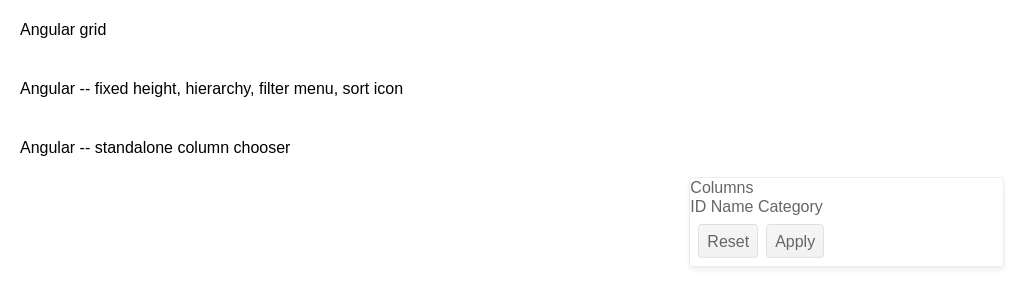 Angular grid
Angular -- fixed height, hierarchy, filter menu, sort icon
Angular -- standalone column chooser
Columns
ID Name Category
Reset Apply